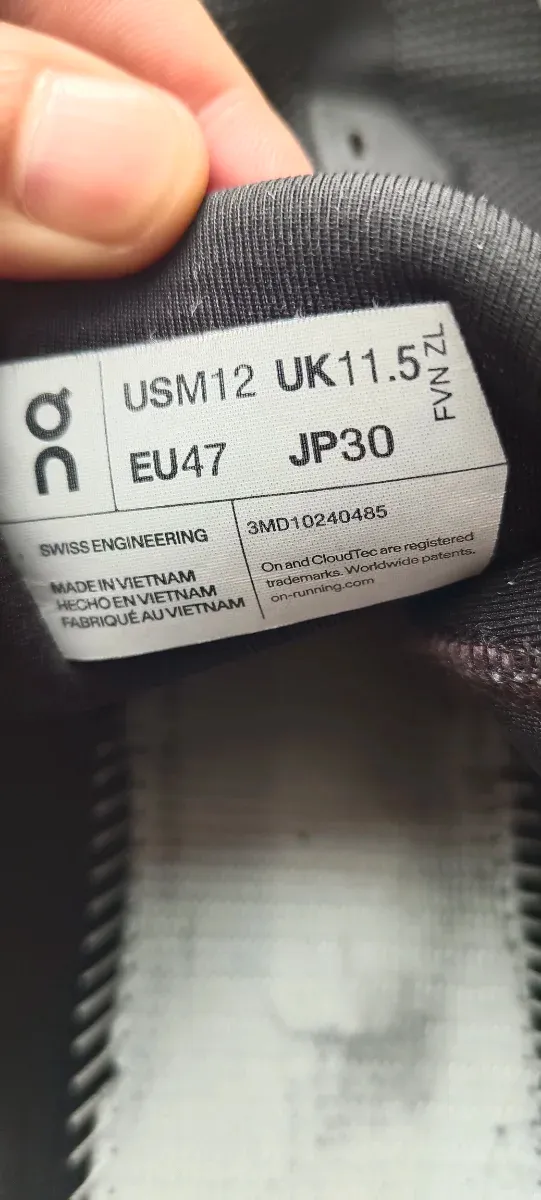 on
USM12 UK11.5
EU47 JP30
FVN ZL
SWISS ENGINEERING
MADE IN VIETNAM
HECHO EN VIETNAM
FABRIQUÉ AU VIETNAM
3MD10240485
On and CloudTec are registered
trademarks. Worldwide patents.
on-running.com